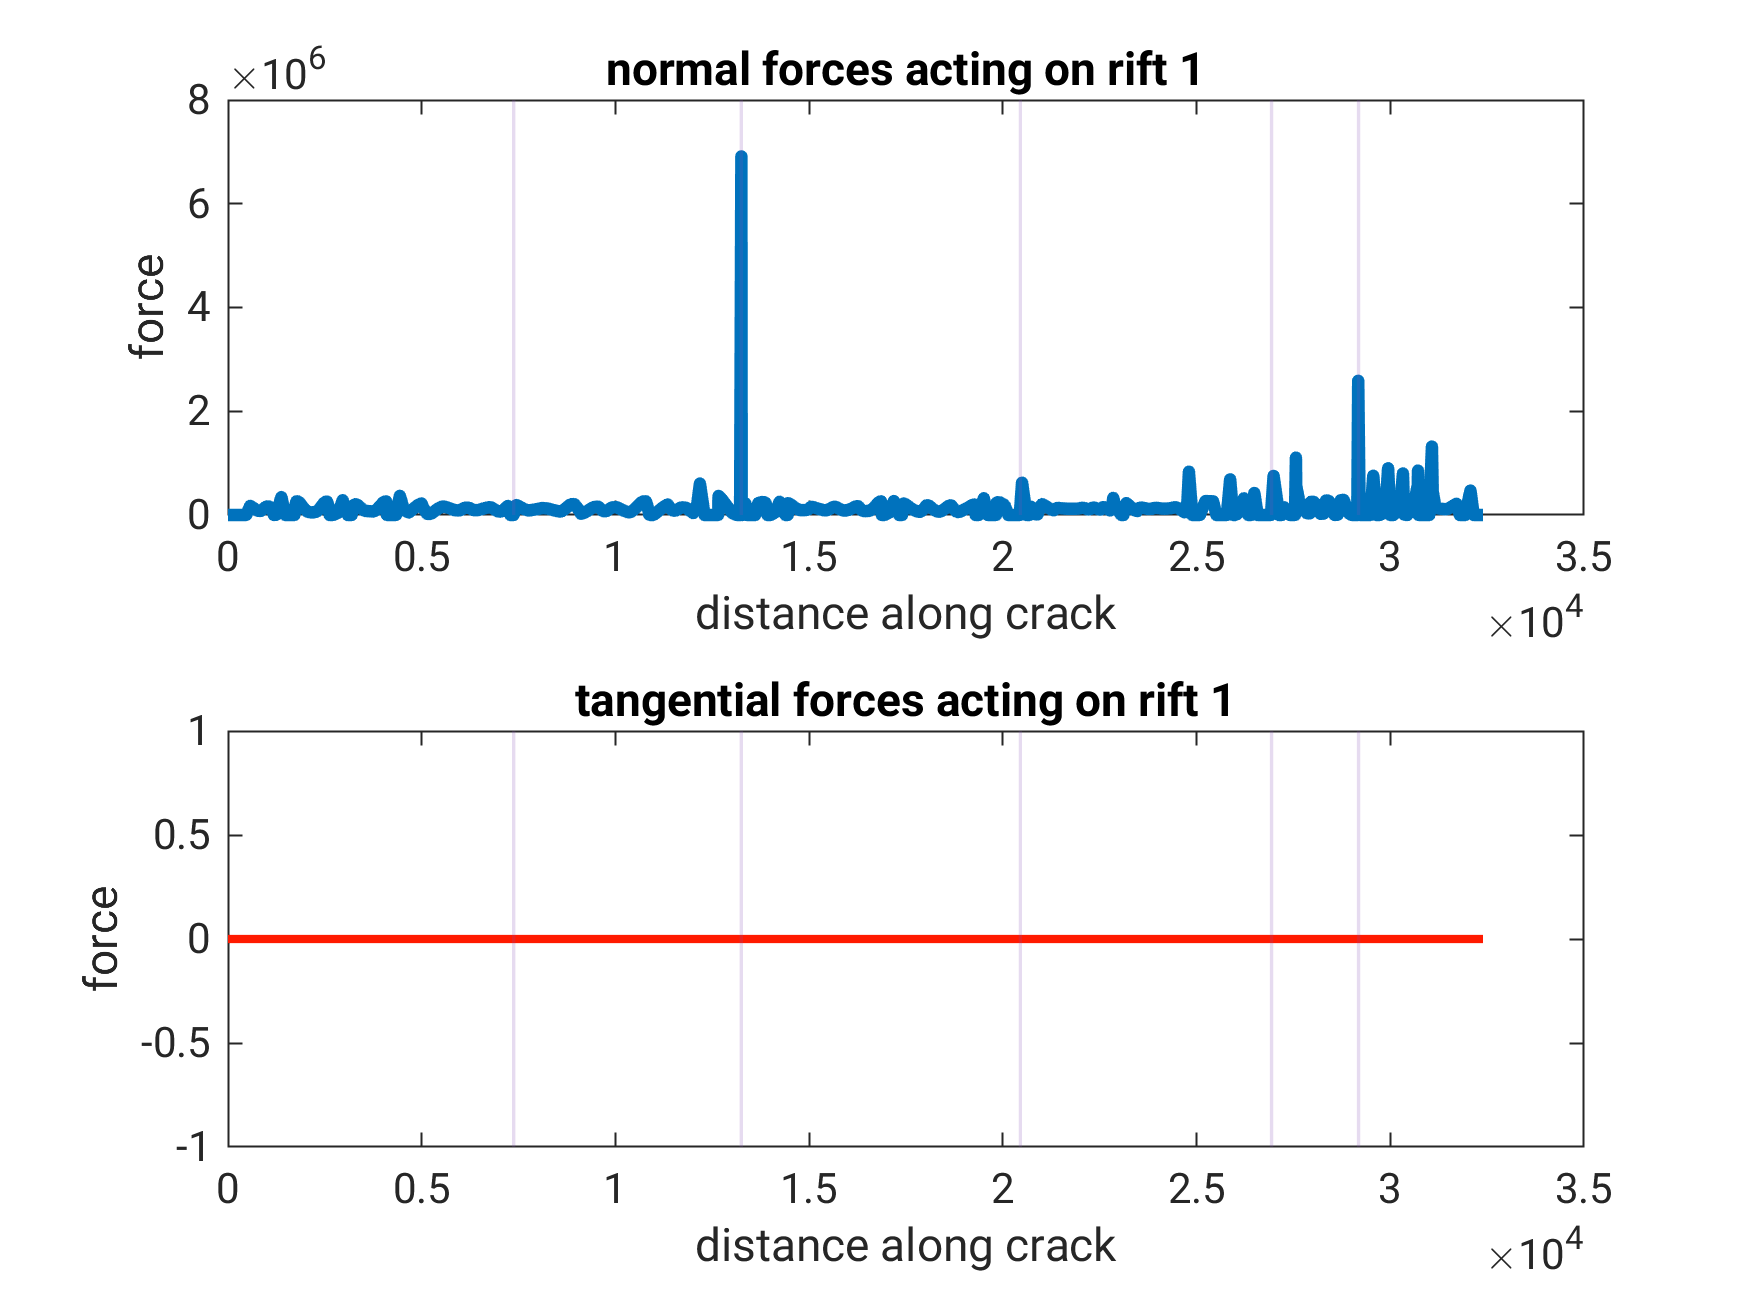 ×10^6
normal forces acting on rift 1
8
6
4
2
0
force
0 0.5 1 1.5 2 2.5 3 3.5
distance along crack
×10^4
tangential forces acting on rift 1
1
0.5
0
-0.5
-1
force
0 0.5 1 1.5 2 2.5 3 3.5
distance along crack
×10^4